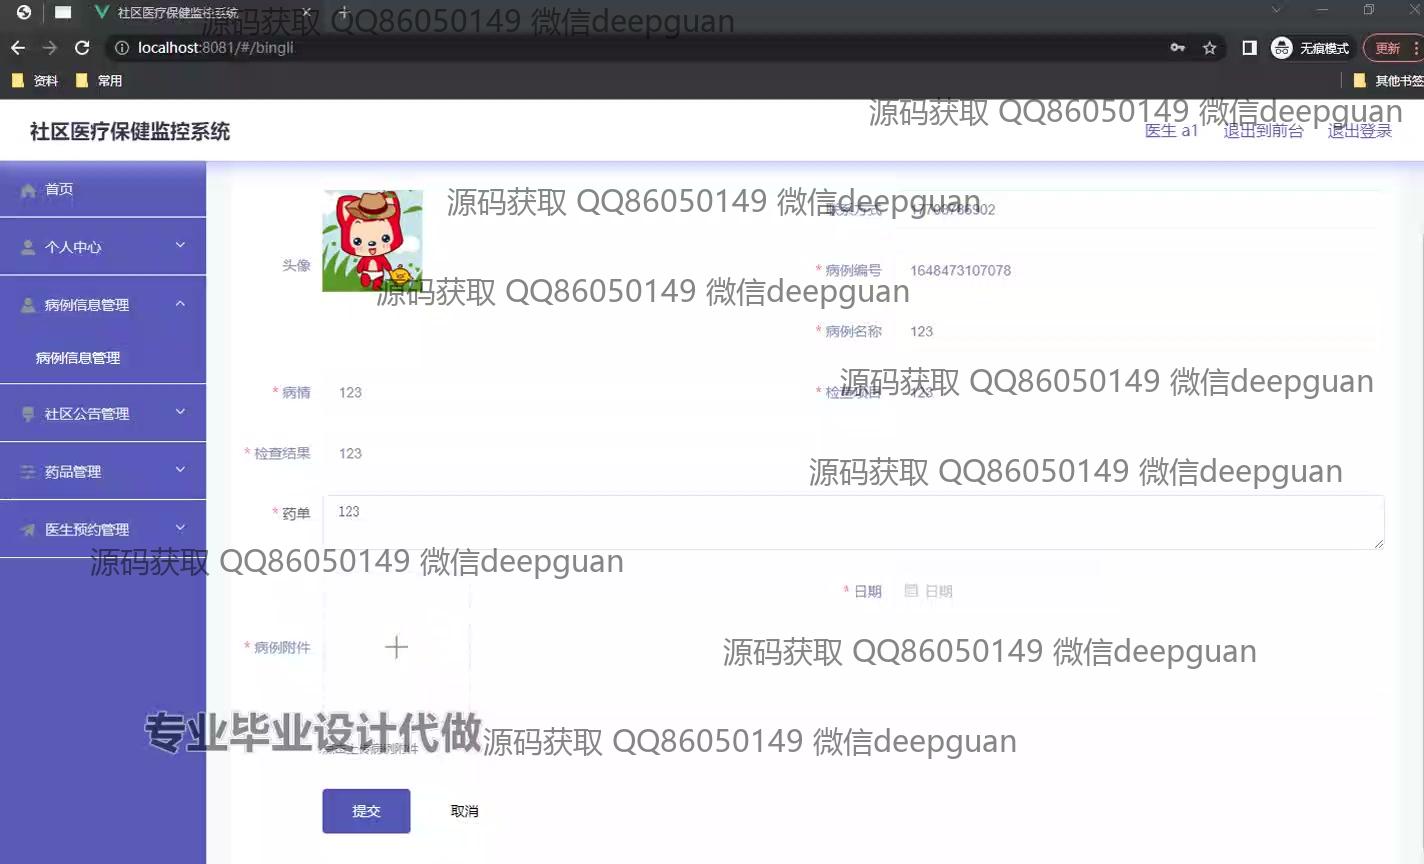 社区医疗保健监控系统
源码获取 QQ86050149 微信deepguan
localhost:8081/#/bingli
无痕模式
更新
资料
常用
其他书签
源码获取 QQ86050149 微信deepguan
社区医疗保健监控系统
医生 a1
退出到前台
退出登录
首页
源码获取 QQ86050149 微信deepguan
联系方式
个人中心
头像
* 病例编号 1648473107078
源码获取 QQ86050149 微信deepguan
病例信息管理
* 病例名称 123
病例信息管理
源码获取 QQ86050149 微信deepguan
* 病情 123
* 检查项目 123
社区公告管理
* 检查结果 123
药品管理
源码获取 QQ86050149 微信deepguan
* 药单 123
医生预约管理
源码获取 QQ86050149 微信deepguan
* 日期 日期
* 病例附件
源码获取 QQ86050149 微信deepguan
专业毕业设计代做
源码获取 QQ86050149 微信deepguan
点击上传病例附件
提交
取消